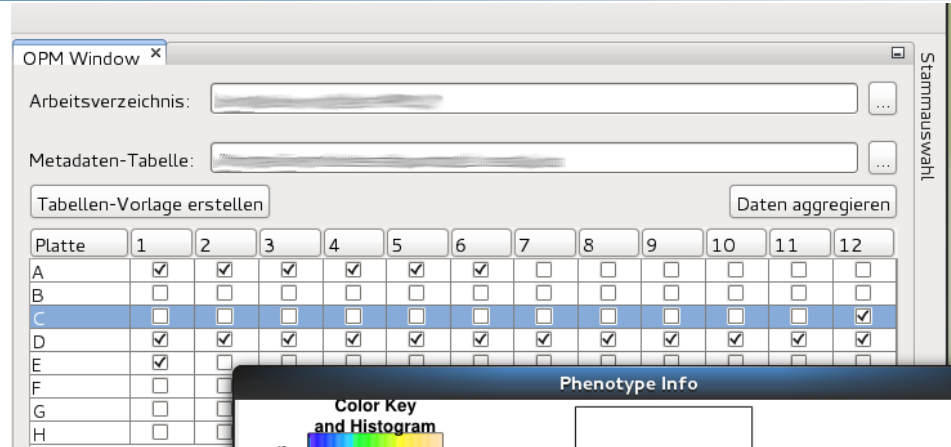 OPM Window
Stammauswahl
Arbeitsverzeichnis:
...
Metadaten-Tabelle:
...
Tabellen-Vorlage erstellen
Daten aggregieren
Platte 1 2 3 4 5 6 7 8 9 10 11 12
A
B
C
D
E
F
G
H
Phenotype Info
Color Key
and Histogram